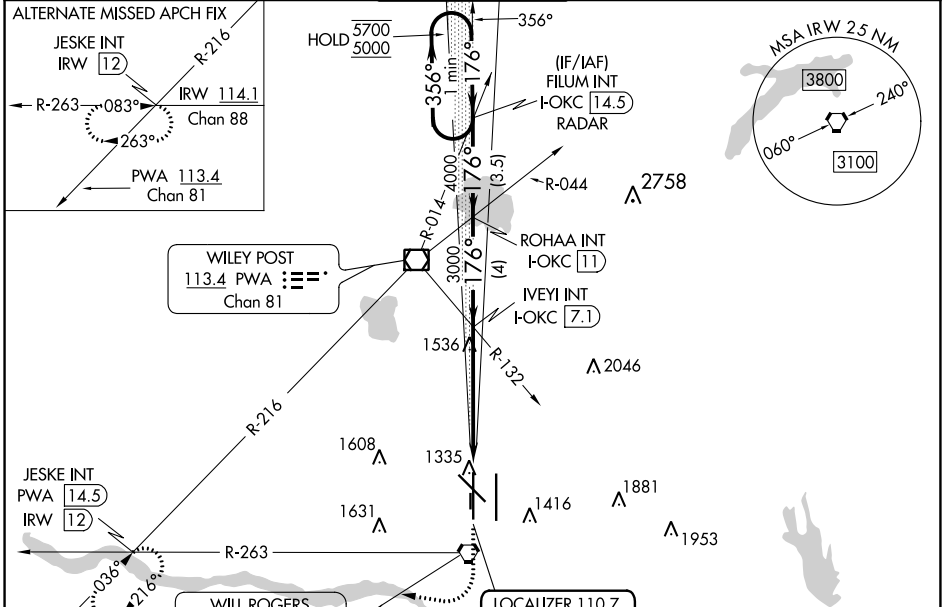 ALTERNATE MISSED APCH FIX
JESKE INT
IRW 12
R-216
R-263
083°
263°
IRW 114.1
Chan 88
PWA 113.4
Chan 81
HOLD 5700
5000
356°
1 min
176°
356°
(IF/IAF)
FILUM INT
I-OKC 14.5
RADAR
MSA IRW 25 NM
3800
240°
060°
3100
R-014
4000
176°
(3.5)
R-044
2758
WILEY POST
113.4 PWA
Chan 81
3000
176°
(4)
ROHAA INT
I-OKC 11
IVEYI INT
I-OKC 7.1
1536
R-132
2046
R-216
1608
1335
1631
1416
1881
1953
JESKE INT
PWA 14.5
IRW 12
R-263
036°
216°
WILL ROGERS
LOCALIZER 110.7